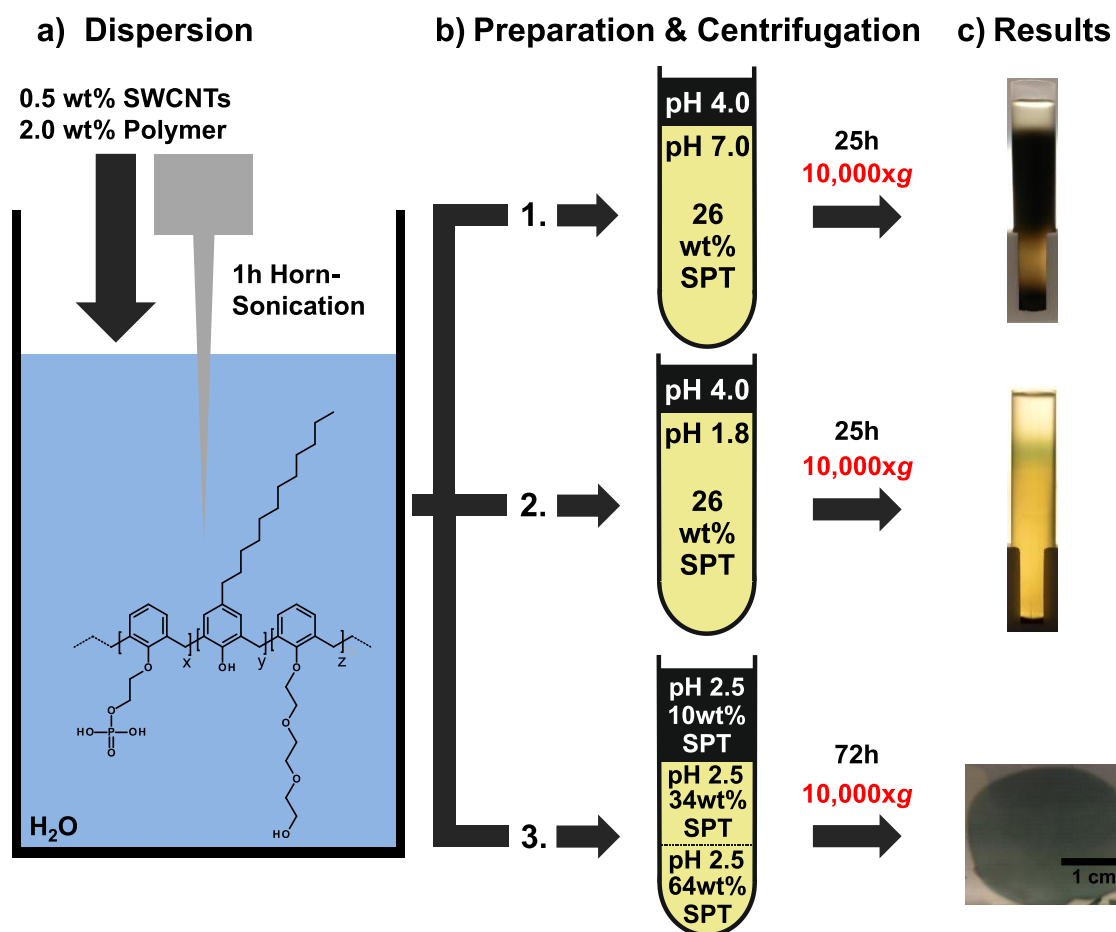 a) Dispersion
b) Preparation & Centrifugation
c) Results
0.5 wt% SWCNTs
2.0 wt% Polymer
1h Horn-
Sonication
x
OH
y
z
O
O
O
HO
P
OH
O
O
O
O
HO
H₂O
1.
pH 4.0
pH 7.0
26
wt%
SPT
25h
10,000xg
2.
pH 4.0
pH 1.8
26
wt%
SPT
25h
10,000xg
3.
pH 2.5
10wt%
SPT
pH 2.5
34wt%
SPT
pH 2.5
64wt%
SPT
72h
10,000xg
1 cm